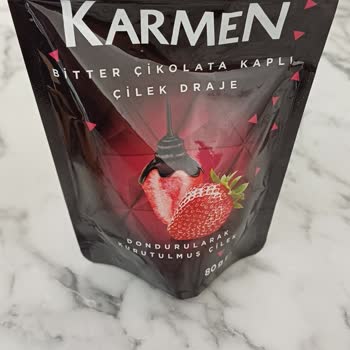 KARMEN
BİTTER ÇİKOLATA KAPLI
ÇİLEK DRAJE
DONDURULARAK
KURUTULMUŞ ÇİLEK
80g